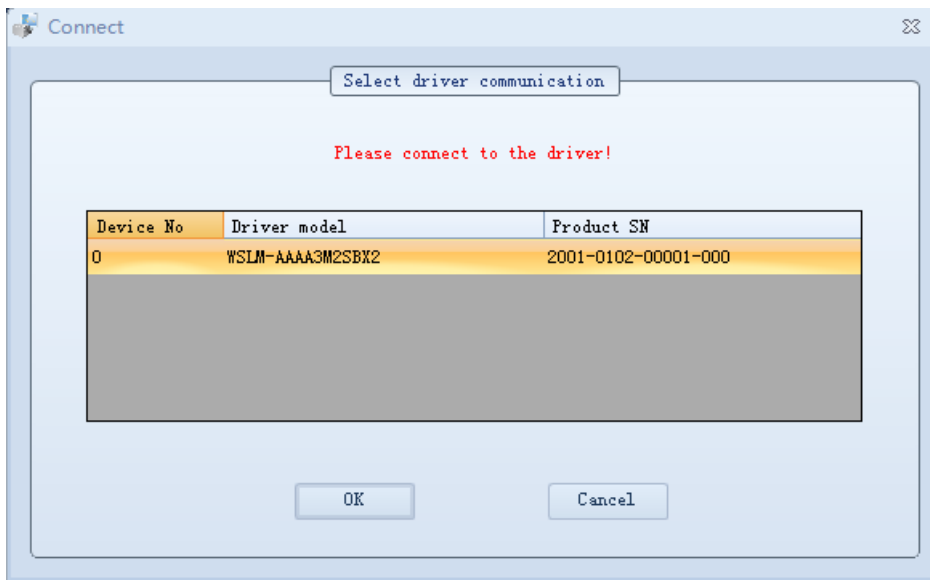 Connect
Select driver communication
Please connect to the driver!
Device No Driver model Product SN
0 WSLM-AAAA3M2SBX2 2001-0102-00001-000
OK Cancel